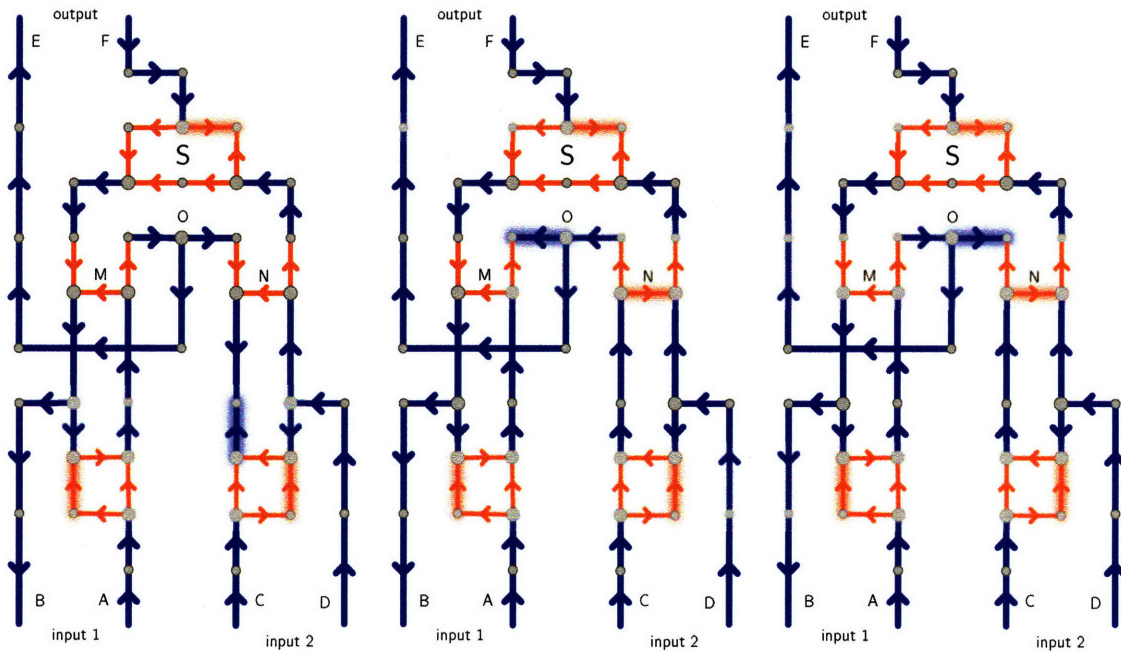 output
E F
S
O
M N
B A C D
input 1 input 2
output
E F
S
O
M N
B A C D
input 1 input 2
output
E F
S
O
M N
B A C D
input 1 input 2